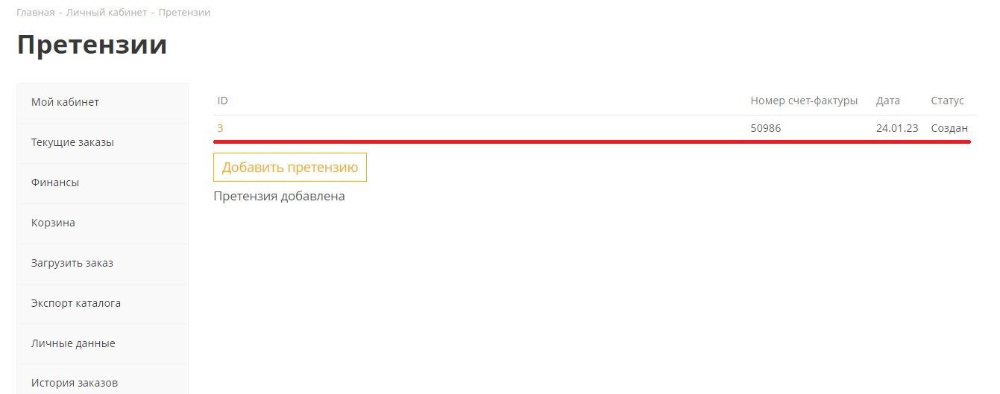 Главная - Личный кабинет - Претензии
Претензии
Мой кабинет
Текущие заказы
Финансы
Корзина
Загрузить заказ
Экспорт каталога
Личные данные
История заказов
ID Номер счет-фактуры Дата Статус
3 50986 24.01.23 Создан
Добавить претензию
Претензия добавлена